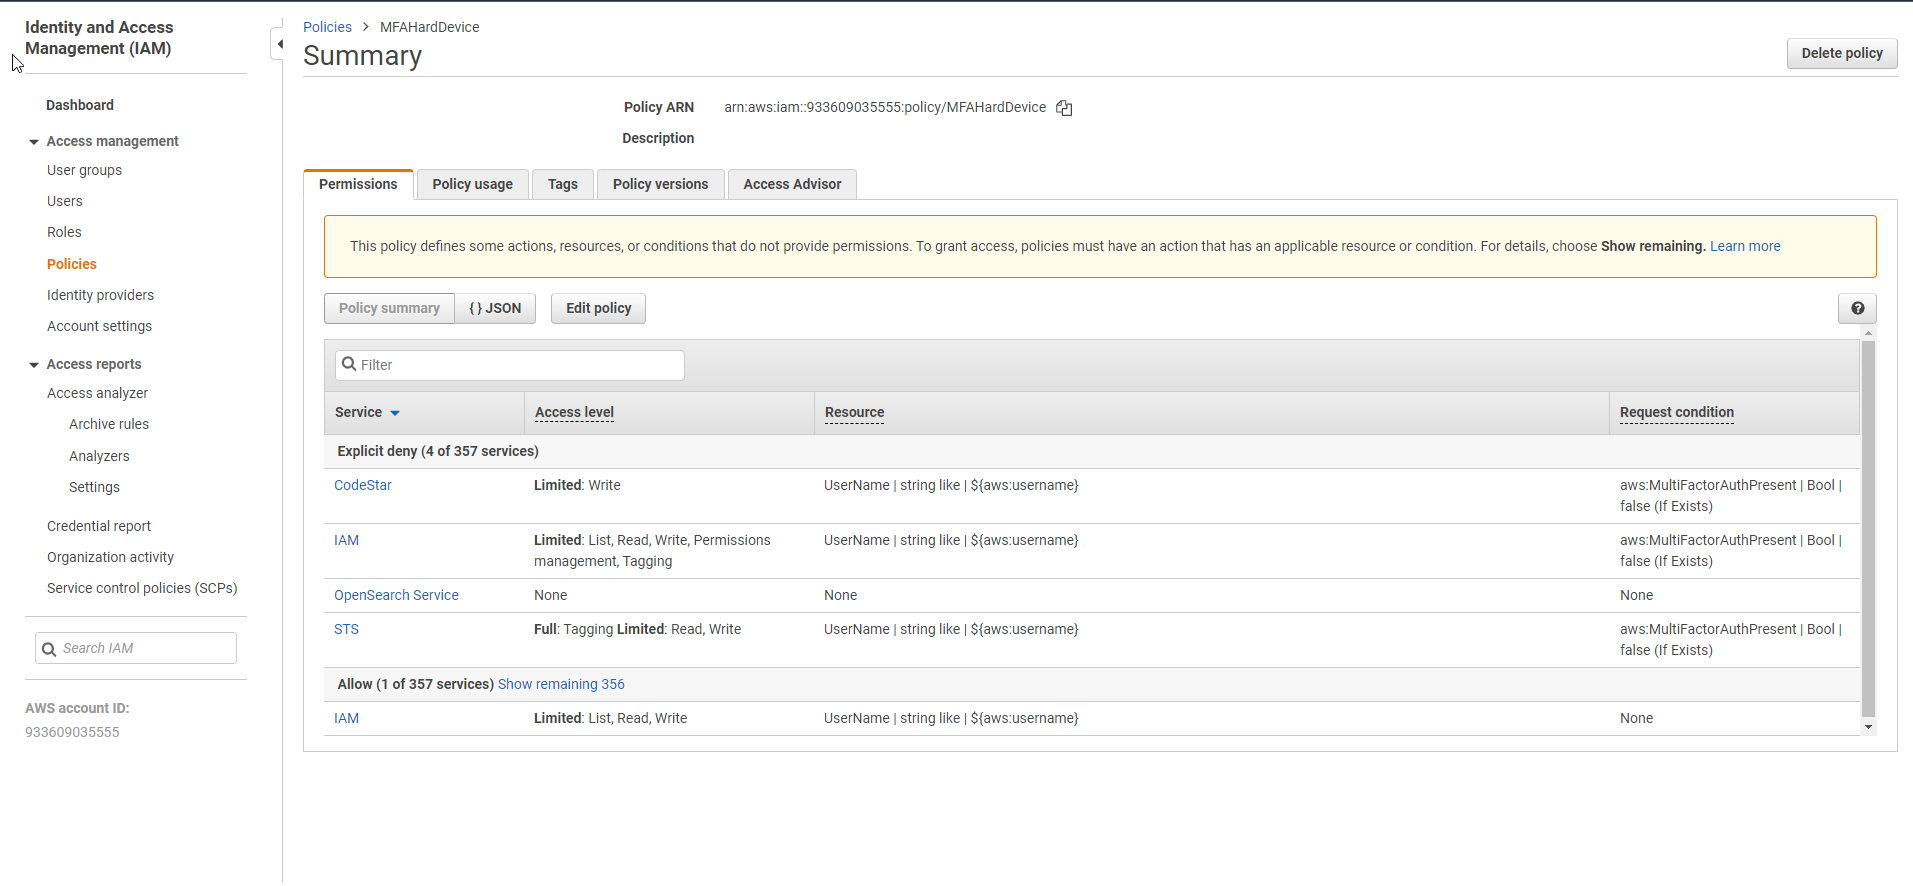 Identity and Access
Management (IAM)
Dashboard
Access management
User groups
Users
Roles
Policies
Identity providers
Account settings
Access reports
Access analyzer
Archive rules
Analyzers
Settings
Credential report
Organization activity
Service control policies (SCPs)
Search IAM
AWS account ID:
933609035555
Policies > MFAHardDevice
Summary
Delete policy
Policy ARN arn:aws:iam::933609035555:policy/MFAHardDevice
Description
Permissions Policy usage Tags Policy versions Access Advisor
This policy defines some actions, resources, or conditions that do not provide permissions. To grant access, policies must have an action that has an applicable resource or condition. For details, choose Show remaining. Learn more
Policy summary { } JSON Edit policy ?
Filter
Service Access level Resource Request condition
Explicit deny (4 of 357 services)
CodeStar Limited: Write UserName | string like | ${aws:username} aws:MultiFactorAuthPresent | Bool |
false (If Exists)
IAM Limited: List, Read, Write, Permissions UserName | string like | ${aws:username} aws:MultiFactorAuthPresent | Bool |
management, Tagging false (If Exists)
OpenSearch Service None None None
STS Full: Tagging Limited: Read, Write UserName | string like | ${aws:username} aws:MultiFactorAuthPresent | Bool |
false (If Exists)
Allow (1 of 357 services) Show remaining 356
IAM Limited: List, Read, Write UserName | string like | ${aws:username} None